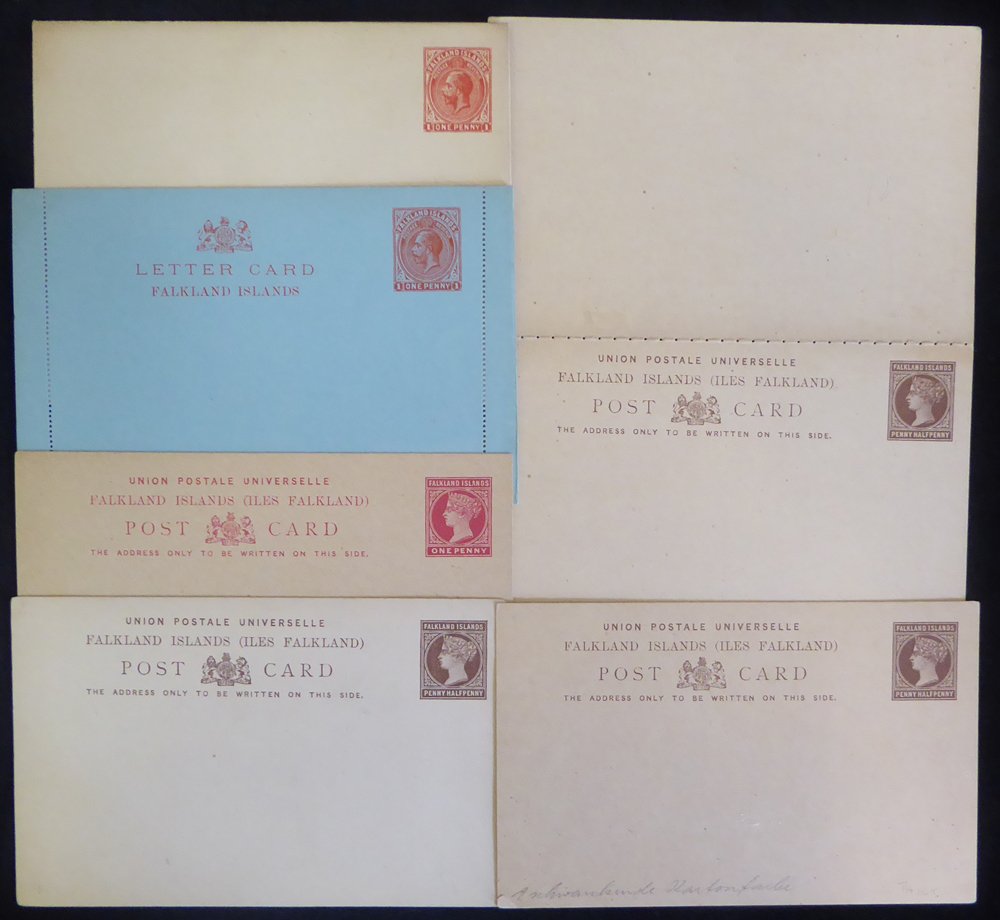 FALKLAND ISLANDS
POSTAGE REVENUE
1 ONE PENNY 1
LETTER CARD
FALKLAND ISLANDS
FALKLAND ISLANDS
POSTAGE REVENUE
1 ONE PENNY 1
UNION POSTALE UNIVERSELLE
FALKLAND ISLANDS (ILES FALKLAND)
POST CARD
THE ADDRESS ONLY TO BE WRITTEN ON THIS SIDE.
FALKLAND ISLANDS
ONE PENNY
UNION POSTALE UNIVERSELLE
FALKLAND ISLANDS (ILES FALKLAND)
POST CARD
THE ADDRESS ONLY TO BE WRITTEN ON THIS SIDE.
FALKLAND ISLANDS
PENNY HALFPENNY
UNION POSTALE UNIVERSELLE
FALKLAND ISLANDS (ILES FALKLAND)
POST CARD
THE ADDRESS ONLY TO BE WRITTEN ON THIS SIDE.
FALKLAND ISLANDS
PENNY HALFPENNY
UNION POSTALE UNIVERSELLE
FALKLAND ISLANDS (ILES FALKLAND)
POST CARD
THE ADDRESS ONLY TO BE WRITTEN ON THIS SIDE.
FALKLAND ISLANDS
PENNY HALFPENNY